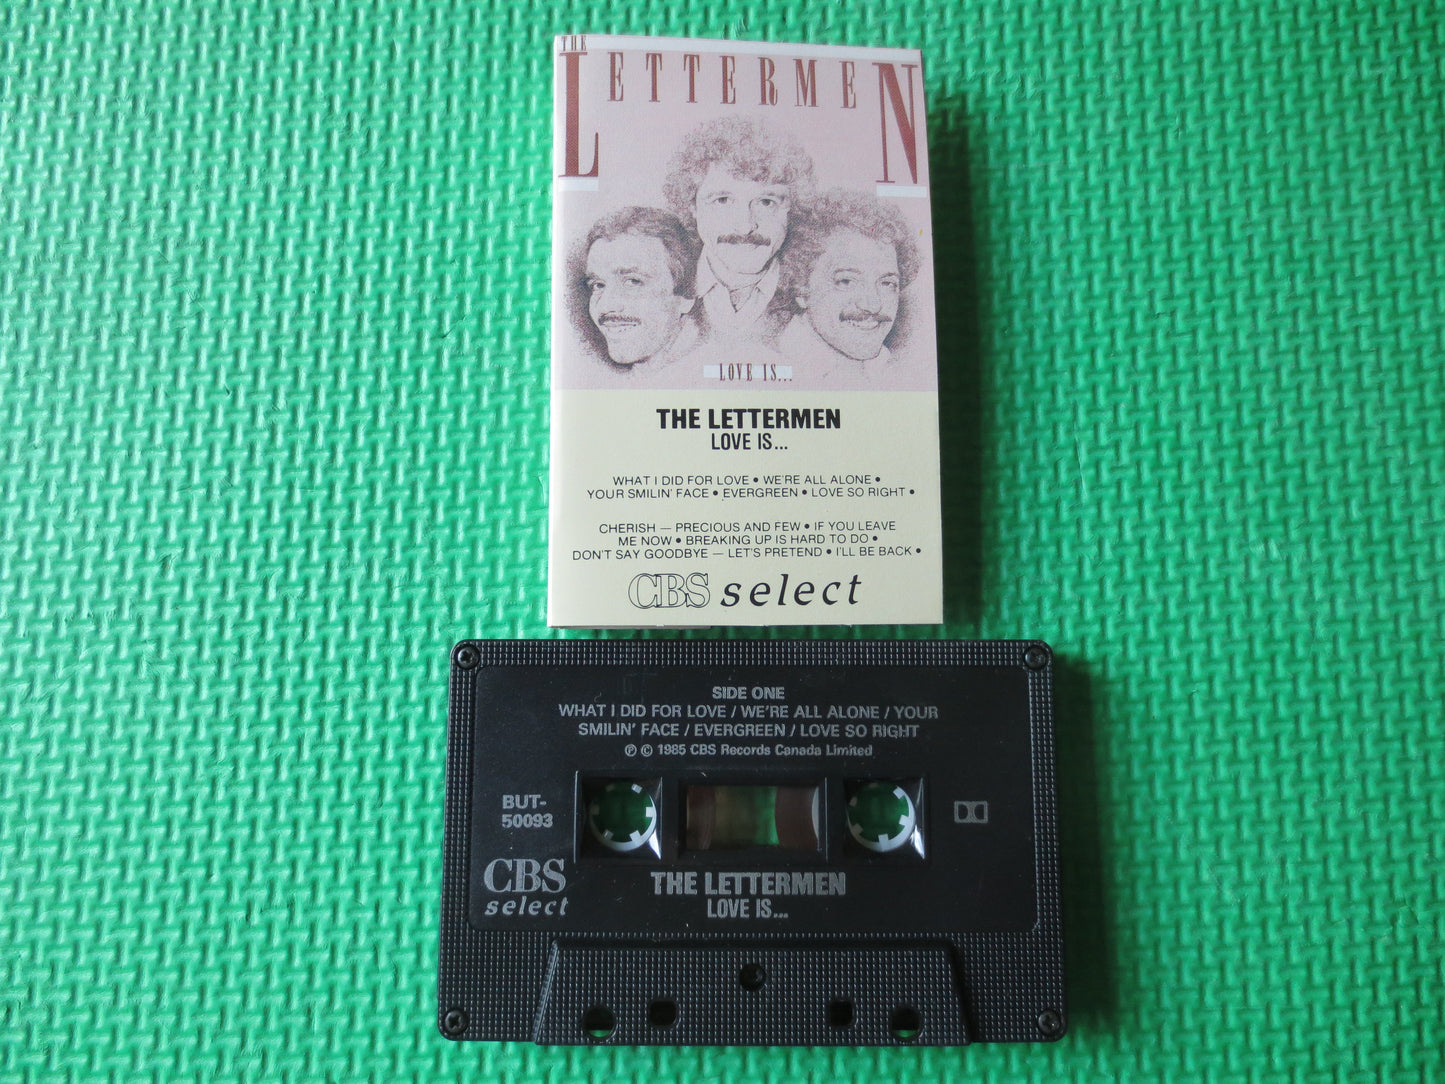 THE
LETTERMEN
LOVE IS...
THE LETTERMEN
LOVE IS...
WHAT I DID FOR LOVE • WE'RE ALL ALONE •
YOUR SMILIN' FACE • EVERGREEN • LOVE SO RIGHT •
CHERISH — PRECIOUS AND FEW • IF YOU LEAVE
ME NOW • BREAKING UP IS HARD TO DO •
DON'T SAY GOODBYE — LET'S PRETEND • I'LL BE BACK •
CBS select
SIDE ONE
WHAT I DID FOR LOVE / WE'RE ALL ALONE / YOUR
SMILIN' FACE / EVERGREEN / LOVE SO RIGHT
℗ © 1985 CBS Records Canada Limited
BUT-
50093
CBS
select
THE LETTERMEN
LOVE IS...